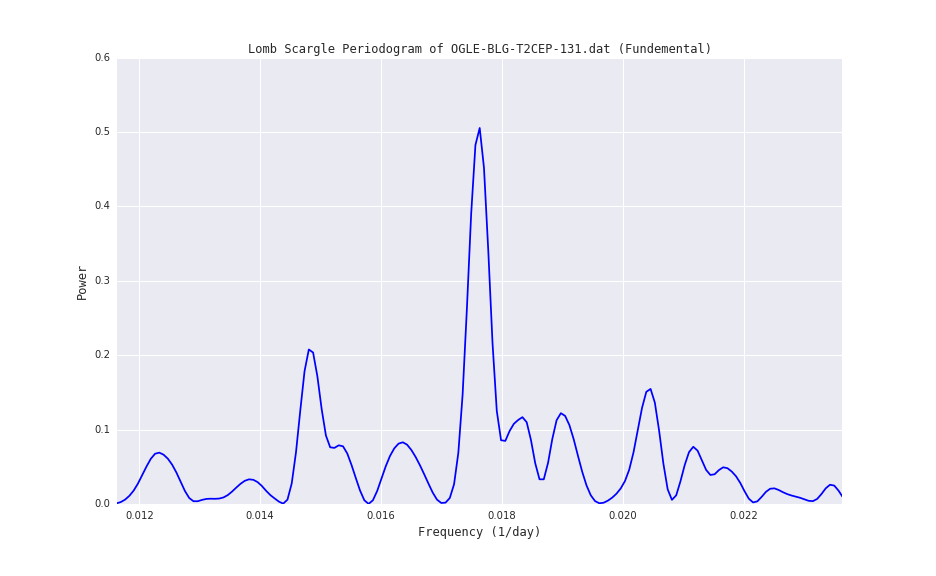 Lomb Scargle Periodogram of OGLE-BLG-T2CEP-131.dat (Fundemental)
0.6
0.5
0.4
0.3
0.2
0.1
0.0
Power
0.012 0.014 0.016 0.018 0.020 0.022
Frequency (1/day)